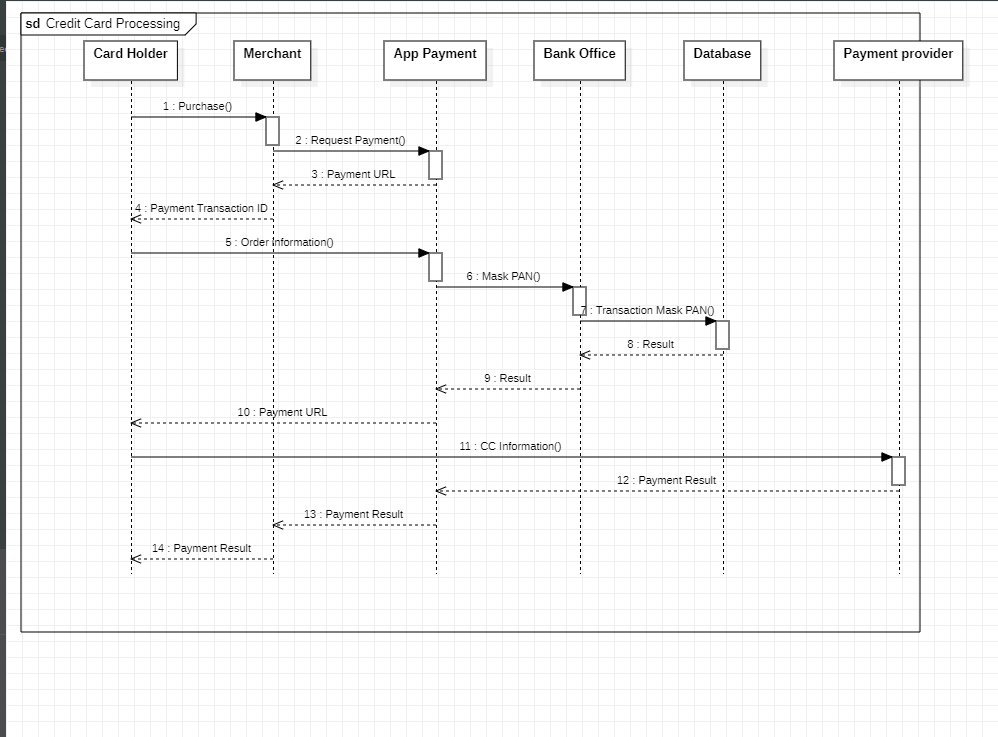 sd Credit Card Processing
Card Holder
Merchant
App Payment
Bank Office
Database
Payment provider
1 : Purchase()
2 : Request Payment()
3 : Payment URL
4 : Payment Transaction ID
5 : Order Information()
6 : Mask PAN()
7 : Transaction Mask PAN()
8 : Result
9 : Result
10 : Payment URL
11 : CC Information()
12 : Payment Result
13 : Payment Result
14 : Payment Result